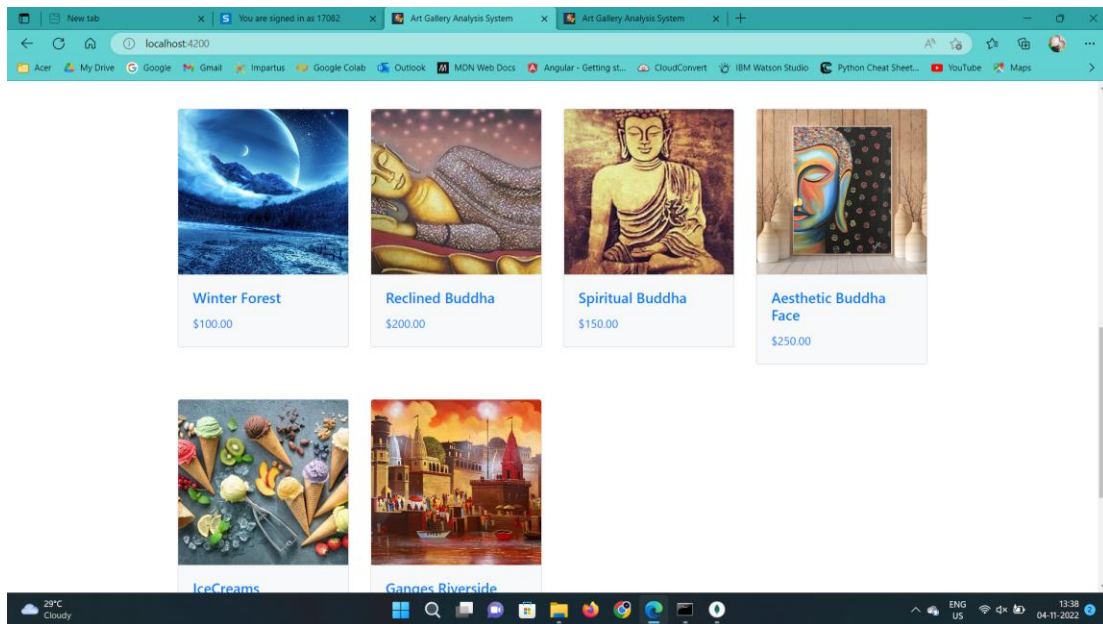 New tab
You are signed in as 17082
Art Gallery Analysis System
Art Gallery Analysis System
localhost:4200
Acer
My Drive
Google
Gmail
Impartus
Google Colab
Outlook
MDN Web Docs
Angular - Getting st...
CloudConvert
IBM Watson Studio
Python Cheat Sheet...
YouTube
Maps
Winter Forest
$100.00
Reclined Buddha
$200.00
Spiritual Buddha
$150.00
Aesthetic Buddha
Face
$250.00
IceCreams
Ganges Riverside
29°C
Cloudy
ENG
US
13:38
04-11-2022
2